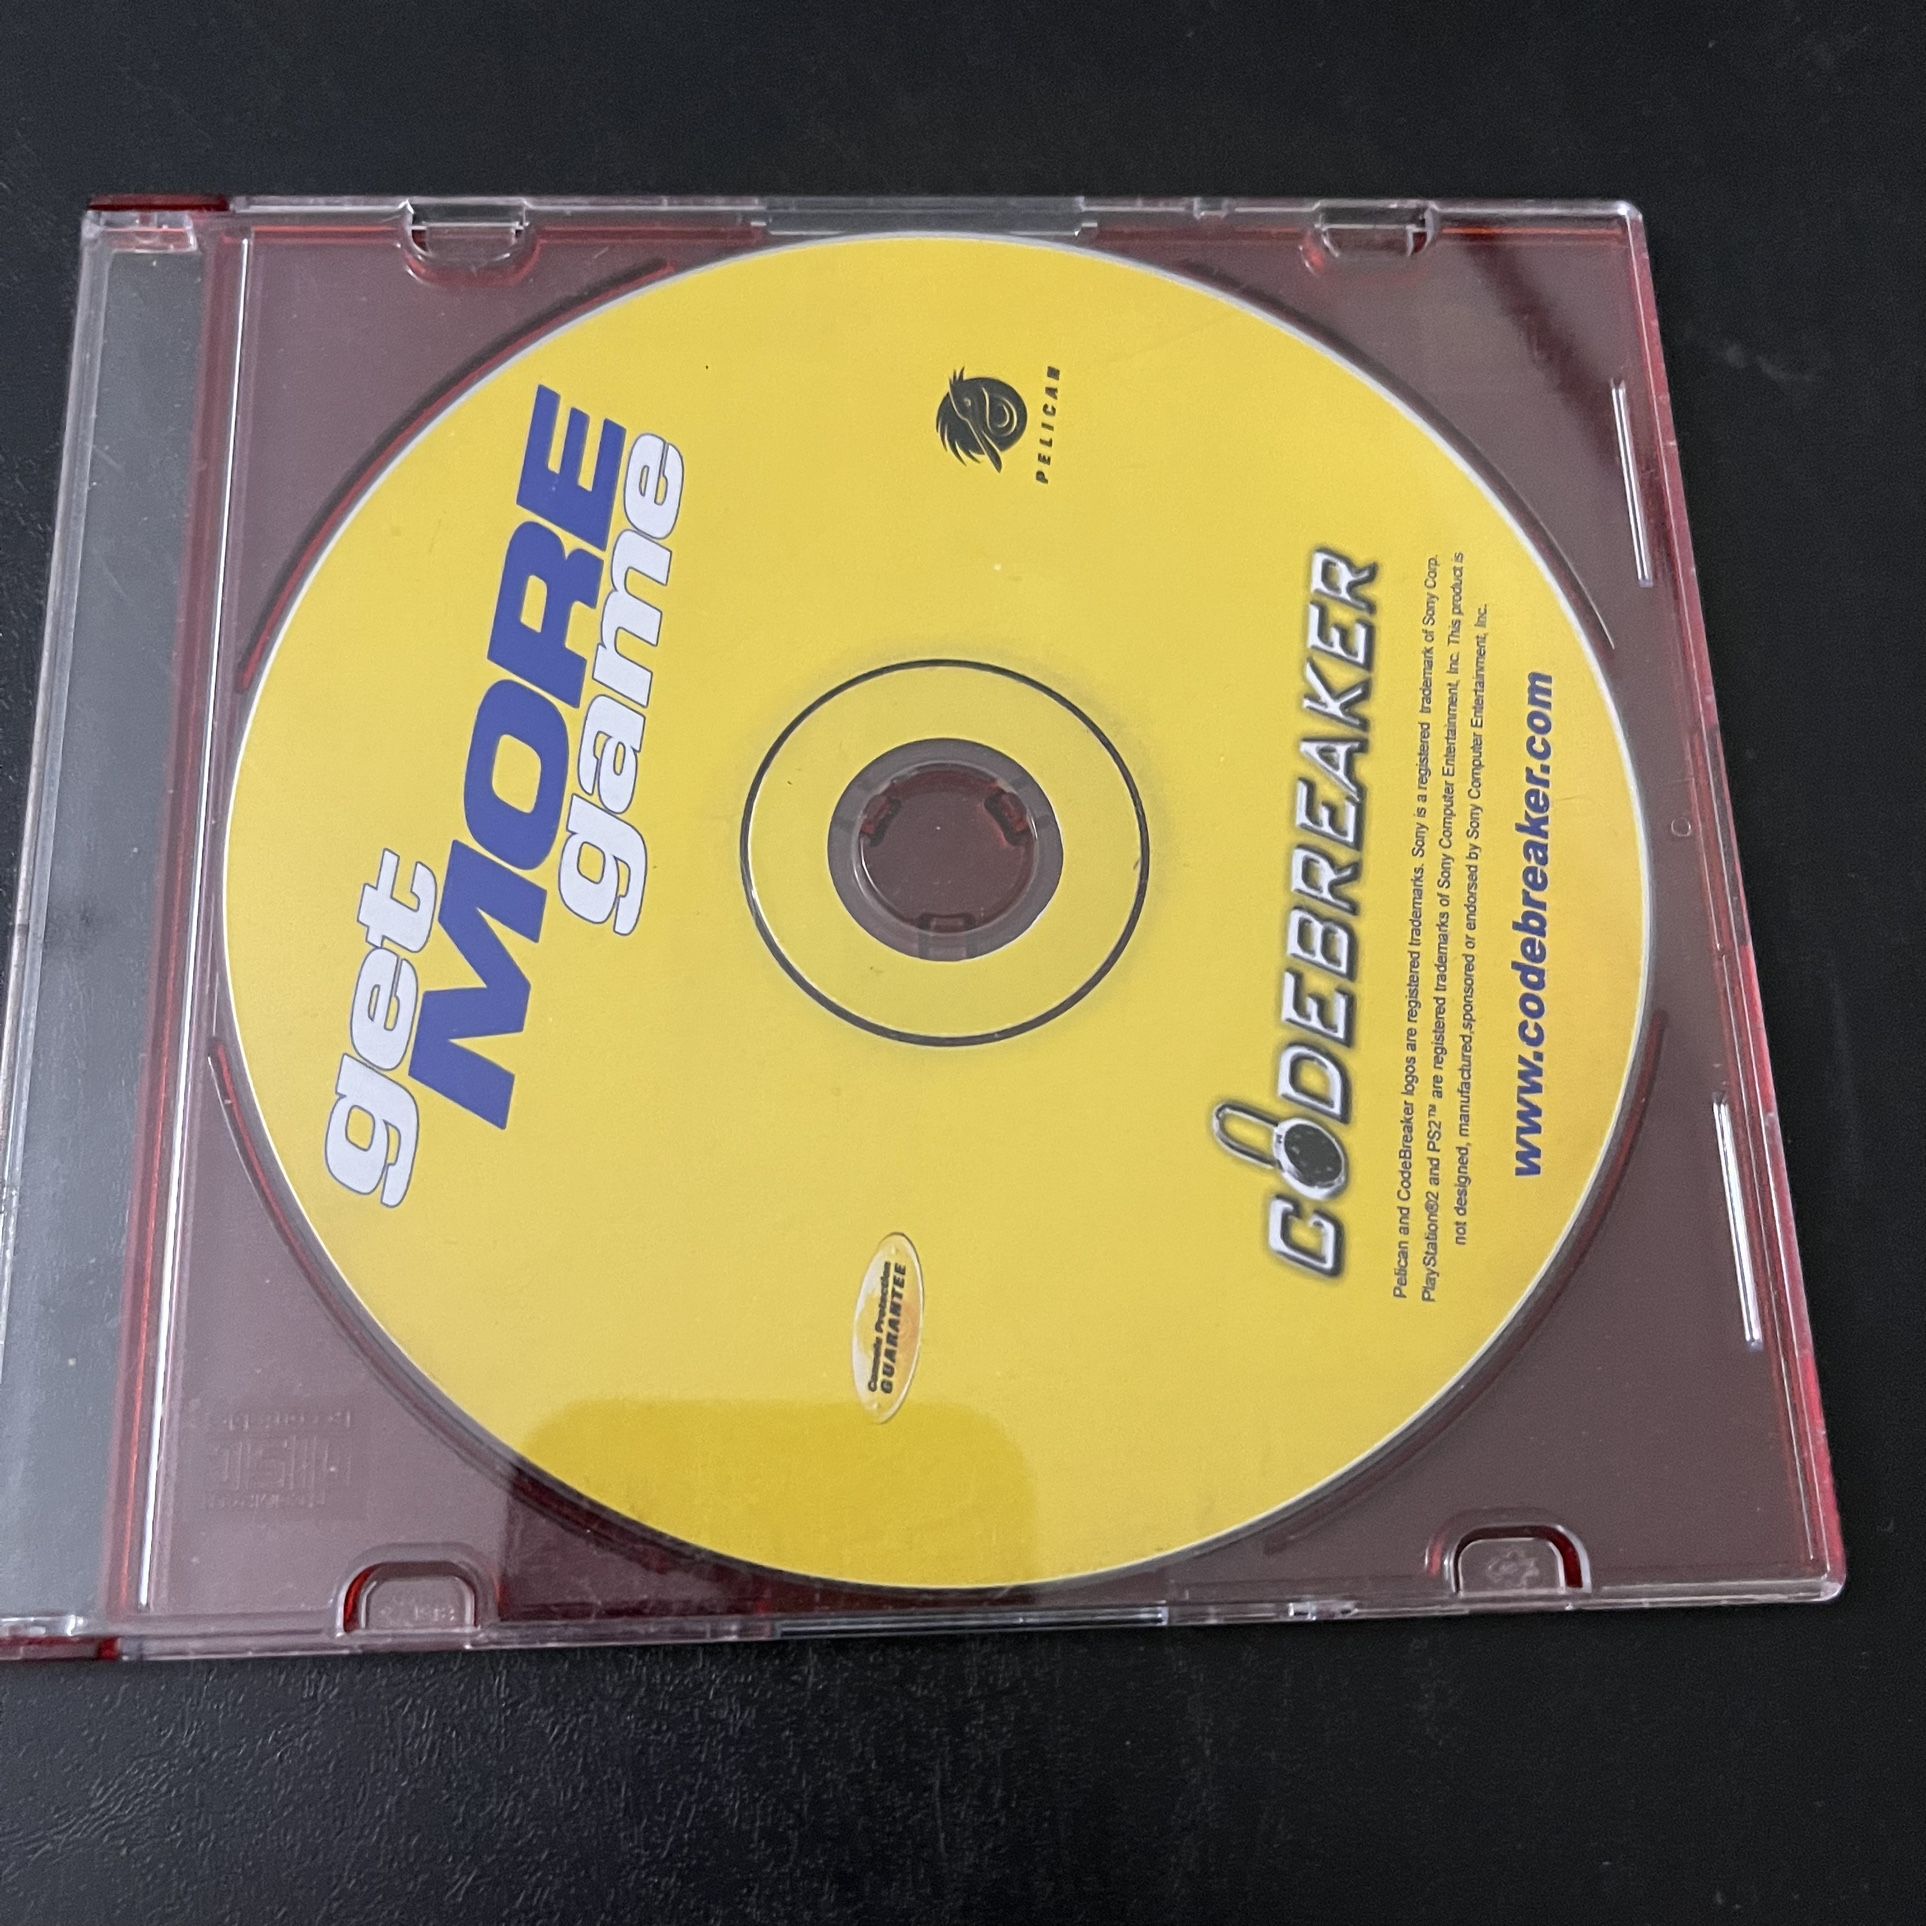 get
MORE
game
PELICAN
Console Protection
GUARANTEE
CODEBREAKER
Pelican and CodeBreaker logos are registered trademarks. Sony is a registered trademark of Sony Corp.
PlayStation®2 and PS2™ are registered trademarks of Sony Computer Entertainment, Inc. This product is
not designed, manufactured,sponsored or endorsed by Sony Computer Entertainment, Inc.
www.codebreaker.com